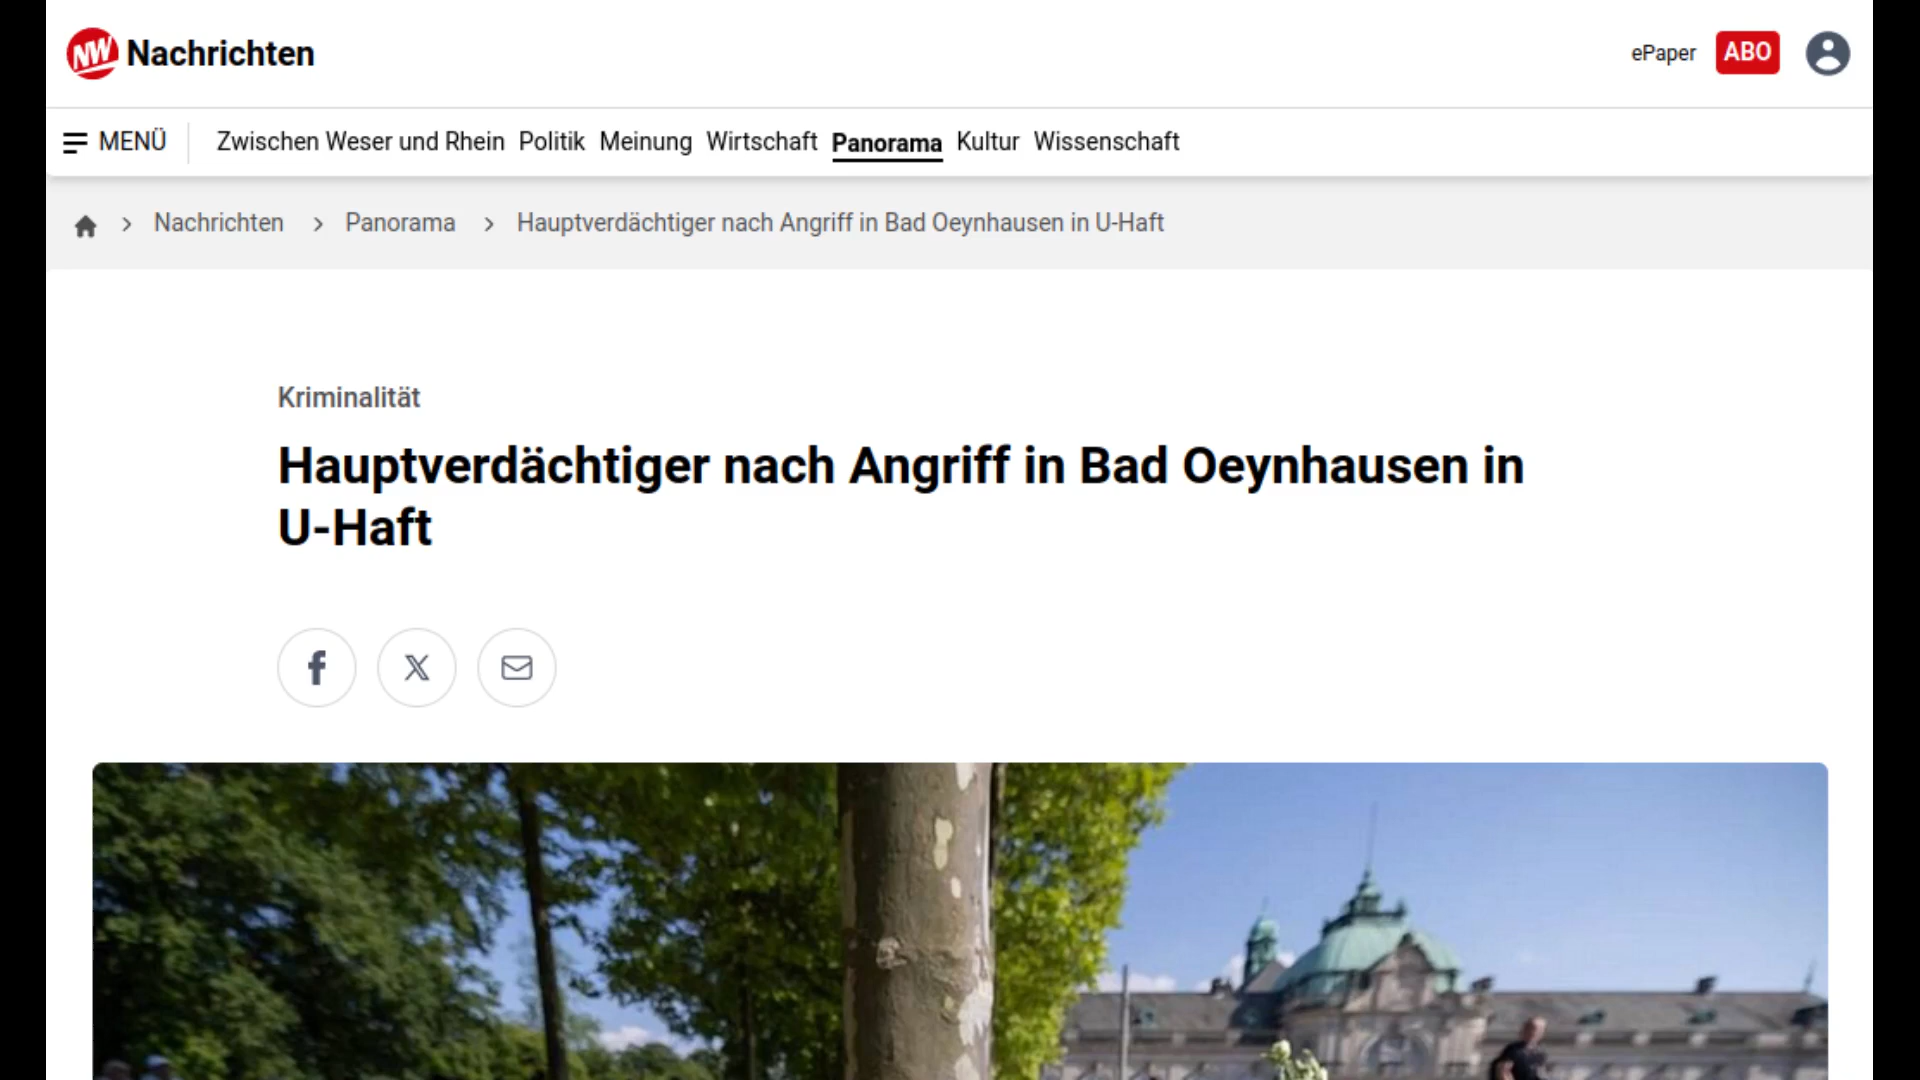 NW Nachrichten
ePaper ABO
MENÜ Zwischen Weser und Rhein Politik Meinung Wirtschaft Panorama Kultur Wissenschaft
Nachrichten Panorama Hauptverdächtiger nach Angriff in Bad Oeynhausen in U-Haft
Kriminalität
Hauptverdächtiger nach Angriff in Bad Oeynhausen in
U-Haft